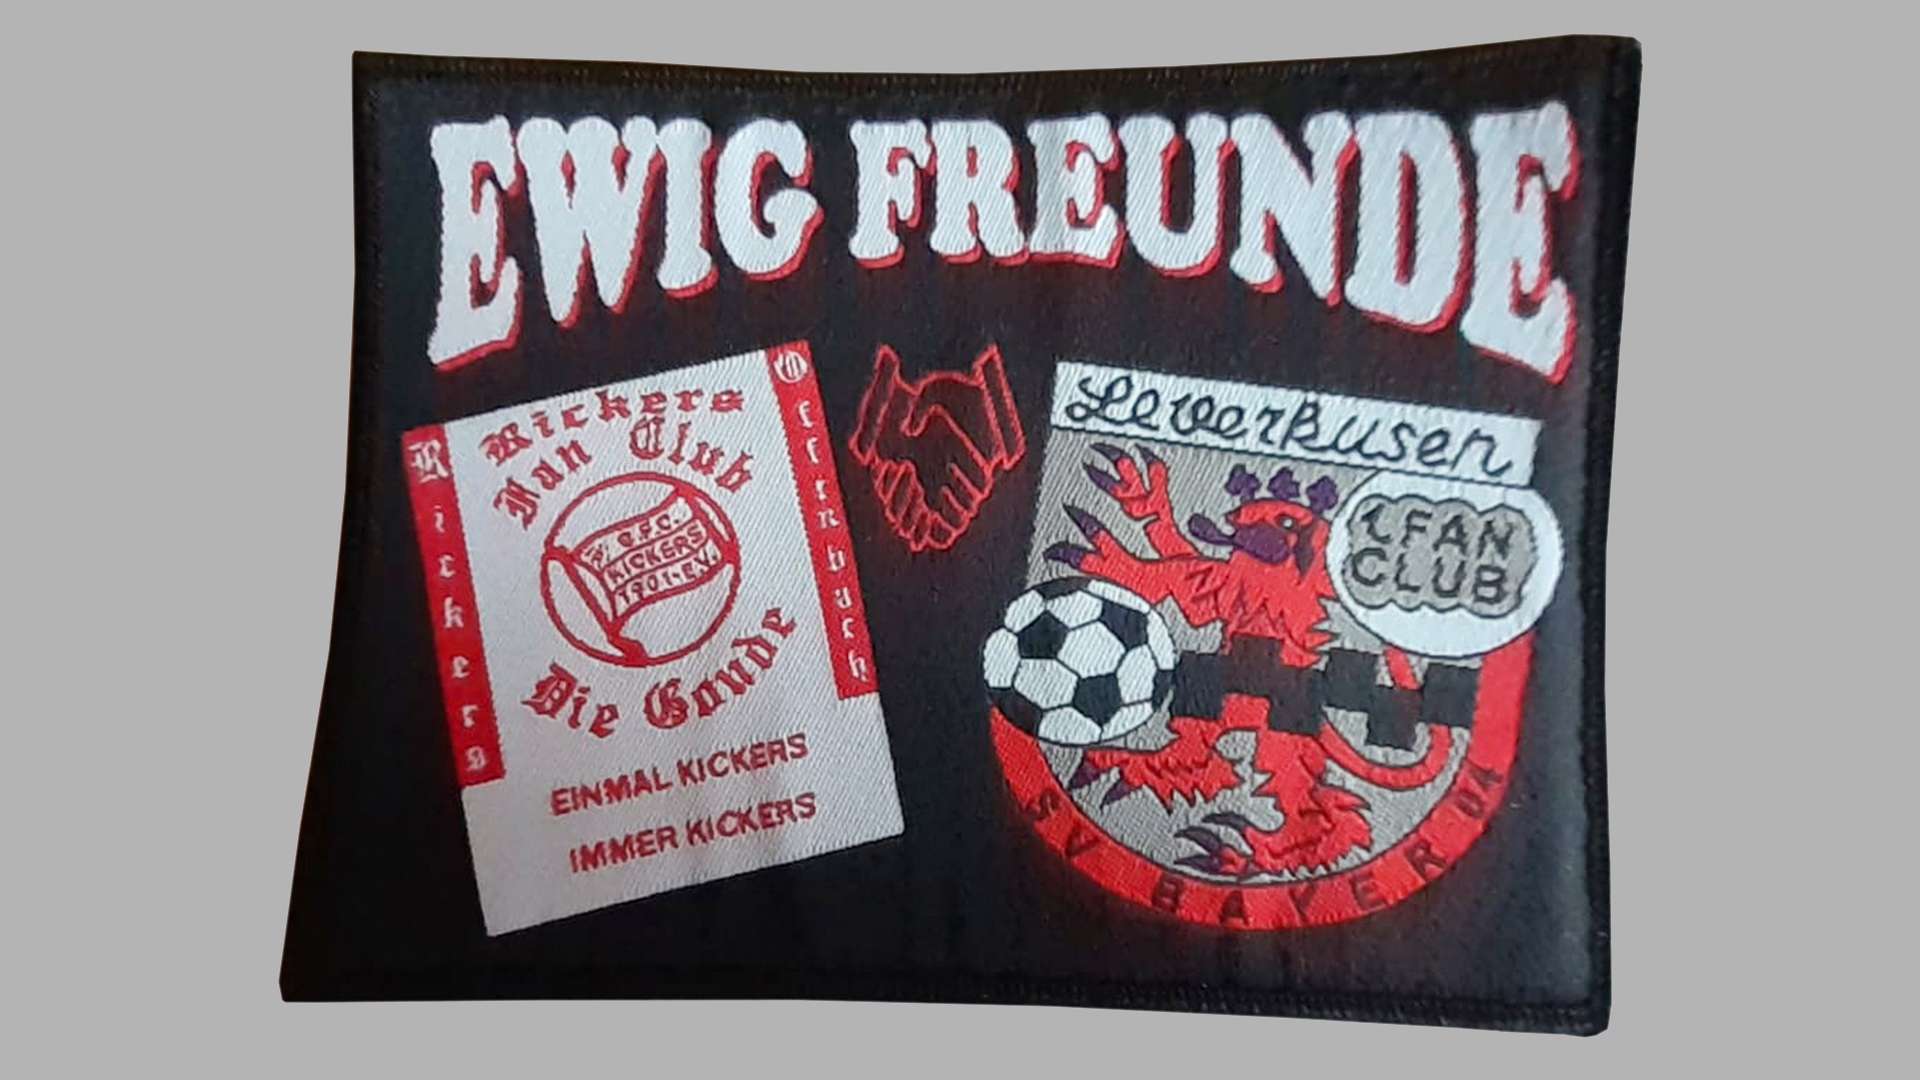 EWIG FREUNDE
Kickers
Fan Club
O.F.C.
KICKERS
1901-E.V.
Die Gonde
EINMAL KICKERS
IMMER KICKERS
Kickers
Leverkusen
1. FAN
CLUB
SV BAYER 04